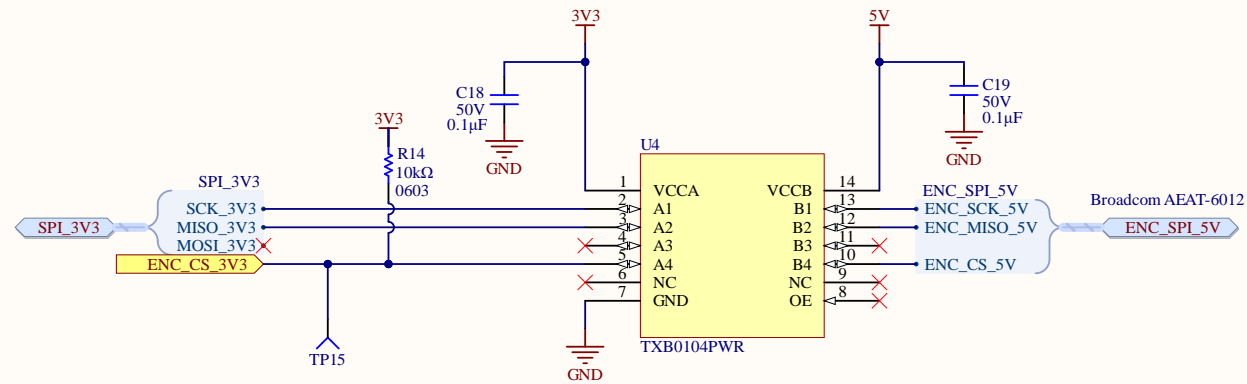 3V3
5V
C18
50V
0.1µF
GND
C19
50V
0.1µF
GND
3V3
R14
10kΩ
0603
U4
SPI_3V3
SCK_3V3
MISO_3V3
MOSI_3V3
SPI_3V3
ENC_CS_3V3
TP15
1 VCCA VCCB 14
2 A1 B1 13
3 A2 B2 12
4 A3 B3 11
5 A4 B4 10
6 NC NC 9
7 GND OE 8
TXB0104PWR
GND
ENC_SPI_5V
ENC_SCK_5V
ENC_MISO_5V
ENC_CS_5V
Broadcom AEAT-6012
ENC_SPI_5V